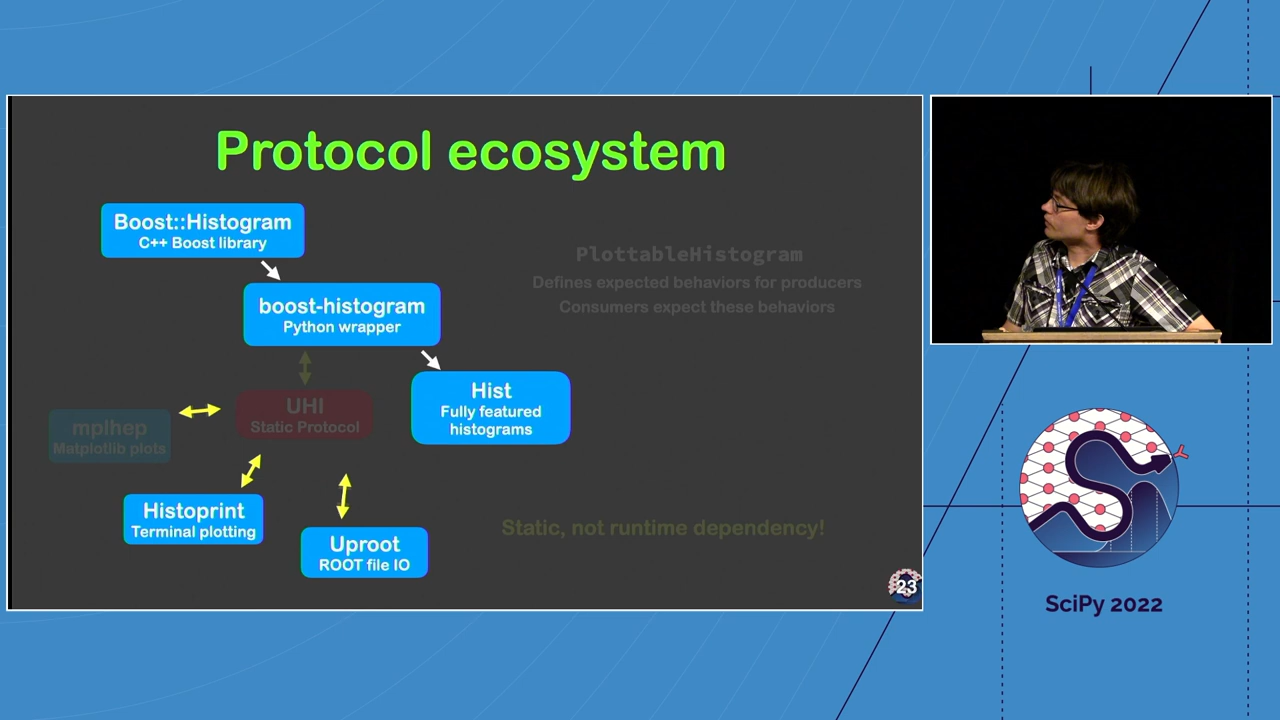 Protocol ecosystem
Boost::Histogram
C++ Boost library
PlottableHistogram
Defines expected behaviors for producers
Consumers expect these behaviors
boost-histogram
Python wrapper
Hist
Fully featured
histograms
UHI
Static Protocol
mplhep
Matplotlib plots
Histoprint
Terminal plotting
Static, not runtime dependency!
Uproot
ROOT file IO
23
SciPy 2022